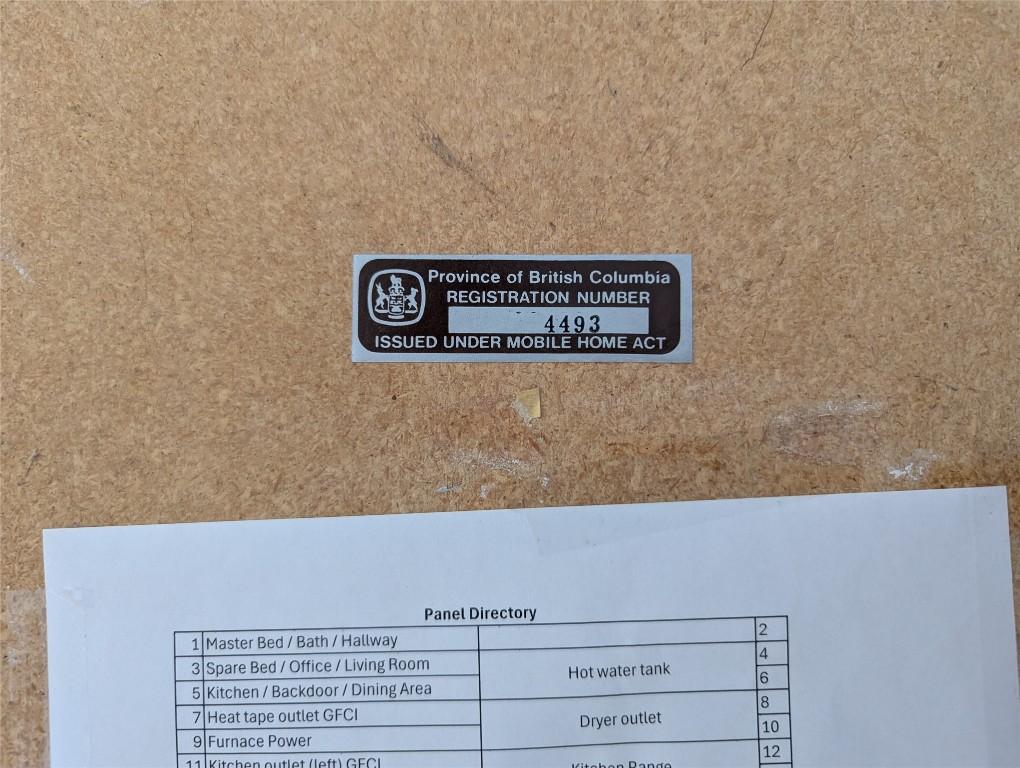 Province of British Columbia
REGISTRATION NUMBER
4493
ISSUED UNDER MOBILE HOME ACT
Panel Directory
1 Master Bed / Bath / Hallway 2
3 Spare Bed / Office / Living Room Hot water tank 4
5 Kitchen / Backdoor / Dining Area 6
7 Heat tape outlet GFCI Dryer outlet 8
9 Furnace Power 10
11 Kitchen outlet (left) GFCI Kitchen Range 12